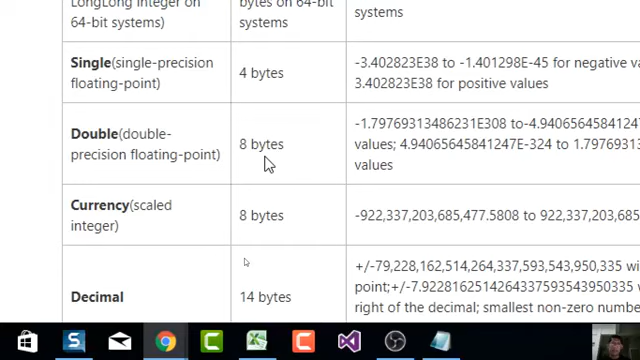 LongLong integer on
64-bit systems)
bytes on 64-bit
systems
systems
Single(single-precision
floating-point)
4 bytes
-3.402823E38 to -1.401298E-45 for negative
3.402823E38 for positive values
Double(double-
precision floating-point)
8 bytes
-1.79769313486231E308 to-4.94065645841247
values; 4.94065645841247E-324 to 1.797693
values
Currency(scaled
integer)
8 bytes
-922,337,203,685,477.5808 to 922,337,203,685
Decimal
14 bytes
+/-79,228,162,514,264,337,593,543,950,335 wi
point;+/-7.9228162514264337593543950335
right of the decimal; smallest non-zero